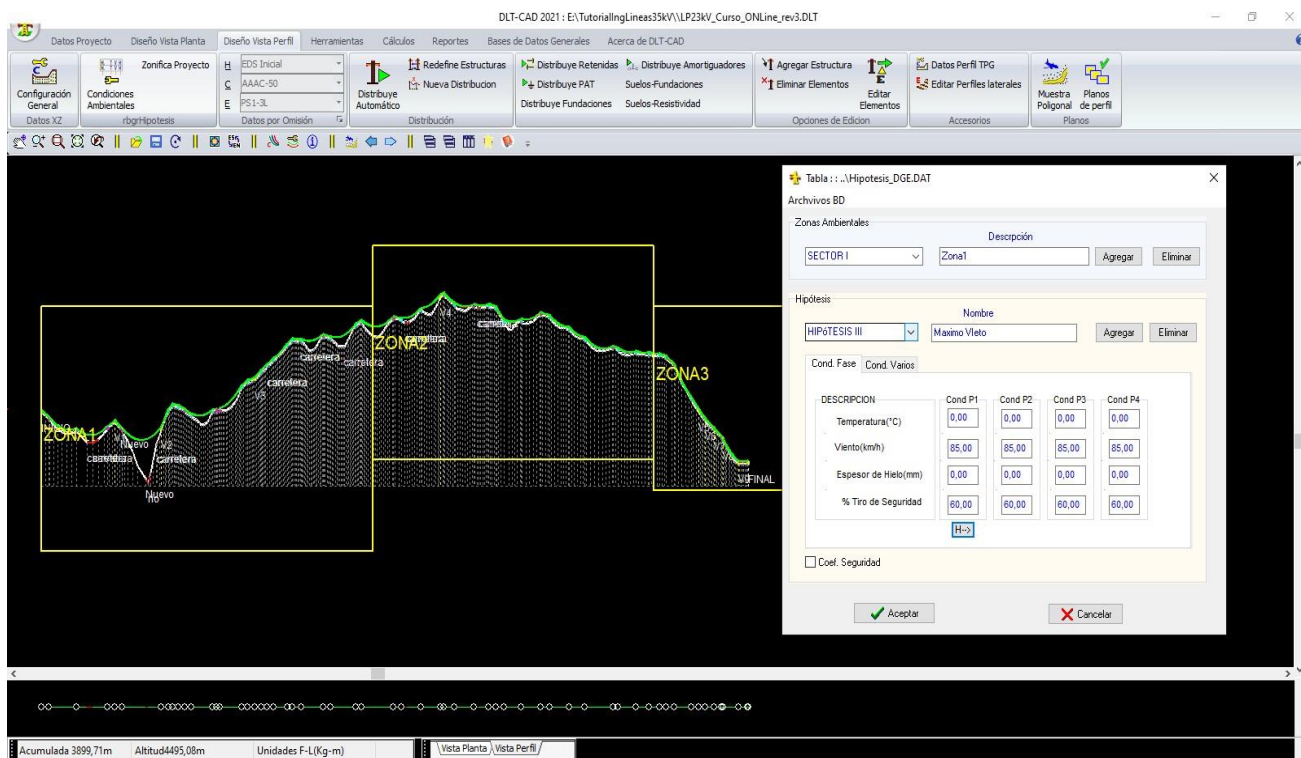 DLT-CAD 2021 : E:\TutorialIngLineas35kV\\LP23kV_Curso_ONLine_rev3.DLT
Datos Proyecto Diseño Vista Planta Diseño Vista Perfil Herramientas Cálculos Reportes Bases de Datos Generales Acerca de DLT-CAD
Configuración General
Datos XZ
Condiciones Ambientales
Zonifica Proyecto
rbgrHipotesis
H EDS Inicial
C AAAC-50
E PS1-3L
Datos por Omisión
Distribuye Automático
Redefine Estructuras
Nueva Distribucion
Distribución
Distribuye Retenidas Distribuye Amortiguadores
Distribuye PAT Suelos-Fundaciones
Distribuye Fundaciones Suelos-Resistividad
Agregar Estructura
Eliminar Elementos
Editar Elementos
Opciones de Edicion
Datos Perfil TPG
Editar Perfiles laterales
Accesorios
Muestra Poligonal
Planos de perfil
Planos
ZONA1
Nuevo
V2
carretera
Nuevo
V3
carretera
carretera
carretera
ZONA2
V4
ZONA3
FINAL
Tabla : : ..\Hipotesis_DGE.DAT
Archvivos BD
Zonas Ambientales
Descrpción
SECTOR I Zona1 Agregar Eliminar
Hipótesis
Nombre
HIPóTESIS III Maximo VIeto Agregar Eliminar
Cond. Fase Cond. Varios
DESCRIPCION Cond P1 Cond P2 Cond P3 Cond P4
Temperatura(°C) 0,00 0,00 0,00 0,00
Viento(km/h) 85,00 85,00 85,00 85,00
Espesor de Hielo(mm) 0,00 0,00 0,00 0,00
% Tiro de Seguridad 60,00 60,00 60,00 60,00
H-->
Coef. Seguridad
Aceptar Cancelar
Acumulada 3899,71m Altitud4495,08m Unidades F-L(Kg-m) Vista Planta Vista Perfil